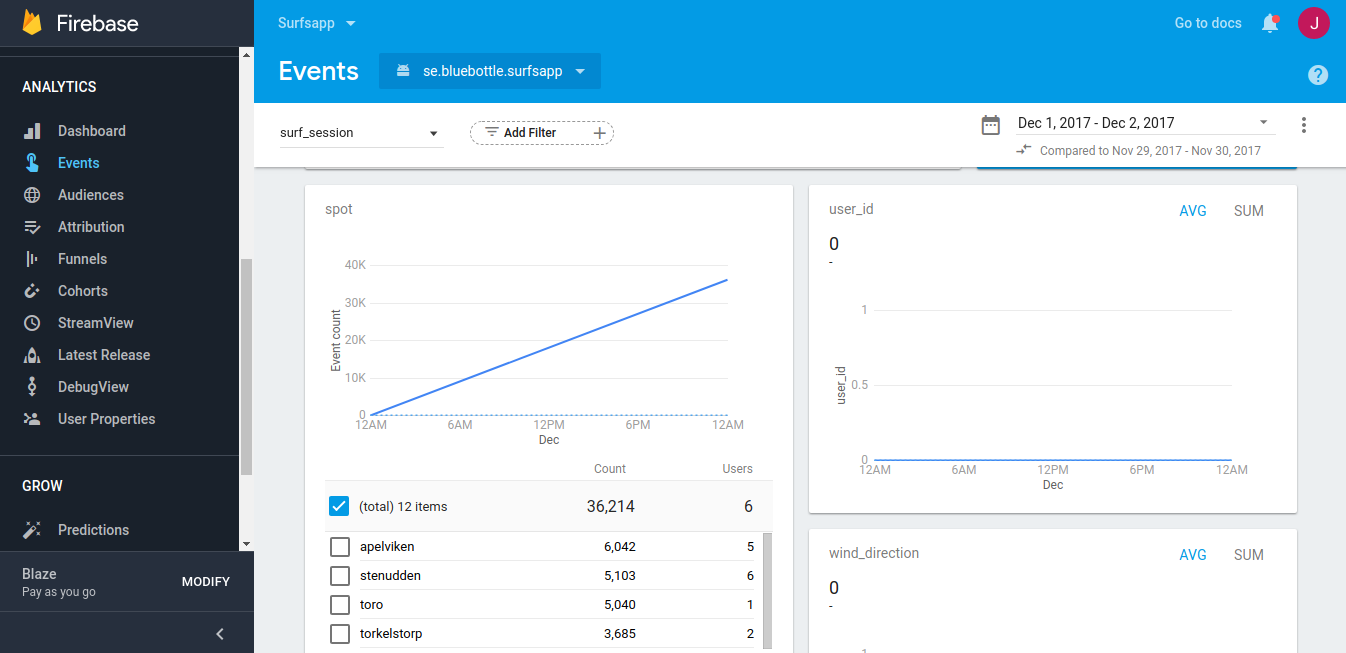 Firebase
ANALYTICS
Dashboard
Events
Audiences
Attribution
Funnels
Cohorts
StreamView
Latest Release
DebugView
User Properties
GROW
Predictions
Blaze
Pay as you go
MODIFY
Surfsapp
Go to docs
J
Events
se.bluebottle.surfsapp
?
surf_session
Add Filter
Dec 1, 2017 - Dec 2, 2017
Compared to Nov 29, 2017 - Nov 30, 2017
spot
40K
30K
20K
10K
0
Event count
12AM 6AM 12PM 6PM 12AM
Dec
Count Users
(total) 12 items 36,214 6
apelviken 6,042 5
stenudden 5,103 6
toro 5,040 1
torkelstorp 3,685 2
user_id
AVG SUM
0
-
1
0.5
0
user_id
12AM 6AM 12PM 6PM 12AM
Dec
wind_direction
AVG SUM
0
-
1